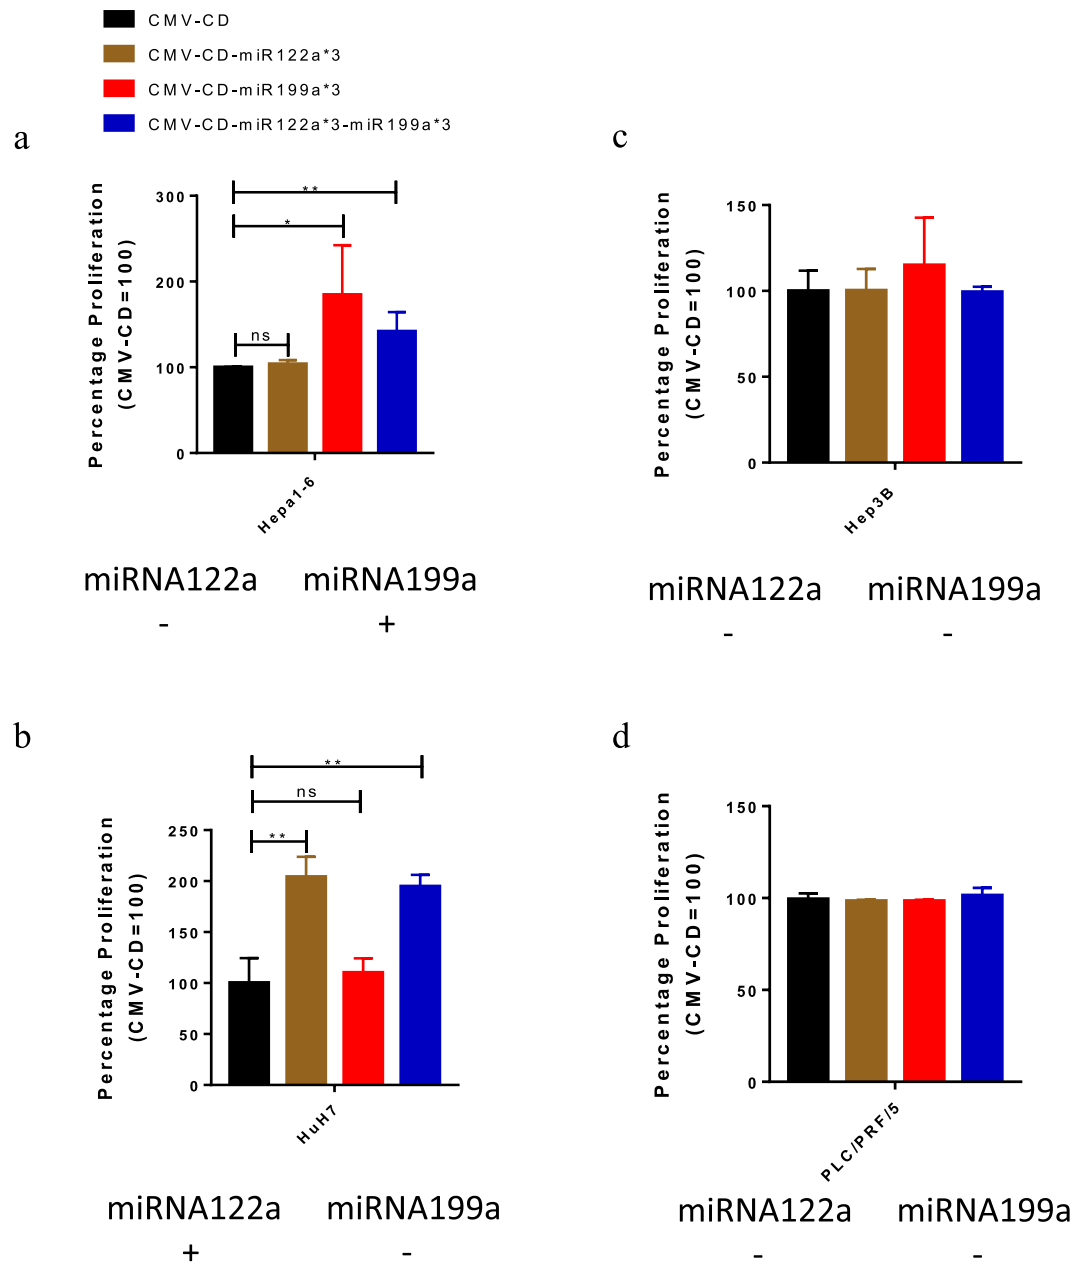 CMV-CD
CMV-CD-miR122a*3
CMV-CD-miR199a*3
CMV-CD-miR122a*3-miR199a*3
a
Percentage Proliferation
(CMV-CD=100)
300
200
100
0
**
*
ns
Hepa1-6
miRNA122a miRNA199a
- +
c
Percentage Proliferation
(CMV-CD=100)
150
100
50
0
Hep3B
miRNA122a miRNA199a
- -
b
Percentage Proliferation
(CMV-CD=100)
250
200
150
100
50
0
**
ns
**
HuH7
miRNA122a miRNA199a
+ -
d
Percentage Proliferation
(CMV-CD=100)
150
100
50
0
PLC/PRF/5
miRNA122a miRNA199a
- -